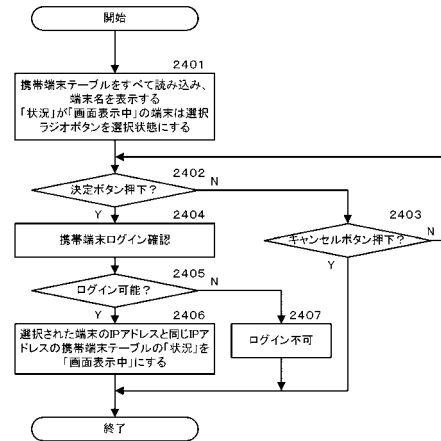 開始
2401
携帯端末テーブルをすべて読み込み、
端末名を表示する
「状況」が「画面表示中」の端末は選択
ラジオボタンを選択状態にする
2402
決定ボタン押下?
N
Y
2403
キャンセルボタン押下?
N
Y
2404
携帯端末ログイン確認
2405
ログイン可能?
N
Y
2406
選択された端末のIPアドレスと同じIPア
ドレスの携帯端末テーブルの「状況」を
「画面表示中」にする
2407
ログイン不可
終了